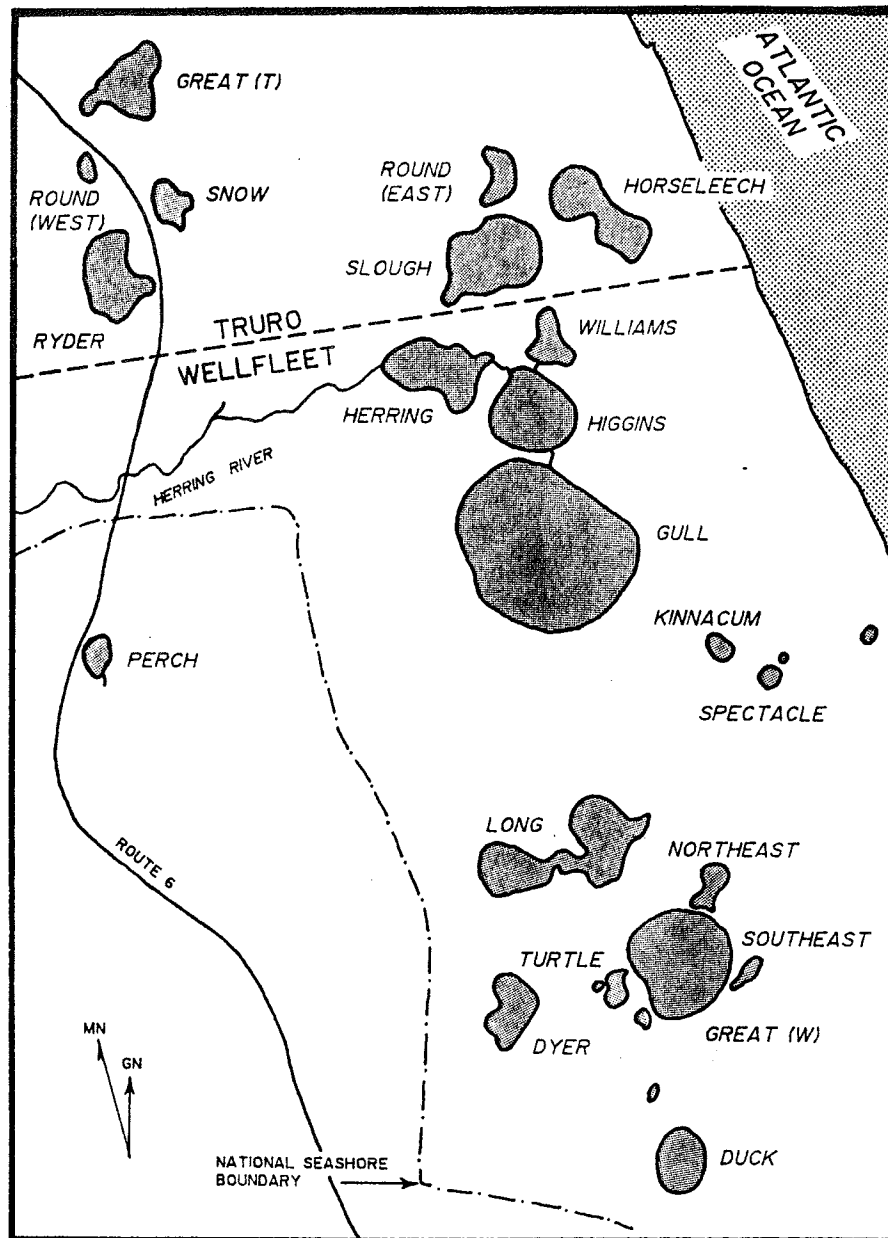 ATLANTIC
OCEAN
GREAT (T)
ROUND
(WEST)
SNOW
ROUND
(EAST)
HORSELEECH
SLOUGH
RYDER
TRURO
WELLFLEET
WILLIAMS
HERRING
HIGGINS
HERRING RIVER
GULL
KINNACUM
PERCH
SPECTACLE
LONG
NORTHEAST
ROUTE 6
SOUTHEAST
TURTLE
GREAT (W)
DYER
MN
GN
DUCK
NATIONAL SEASHORE
BOUNDARY